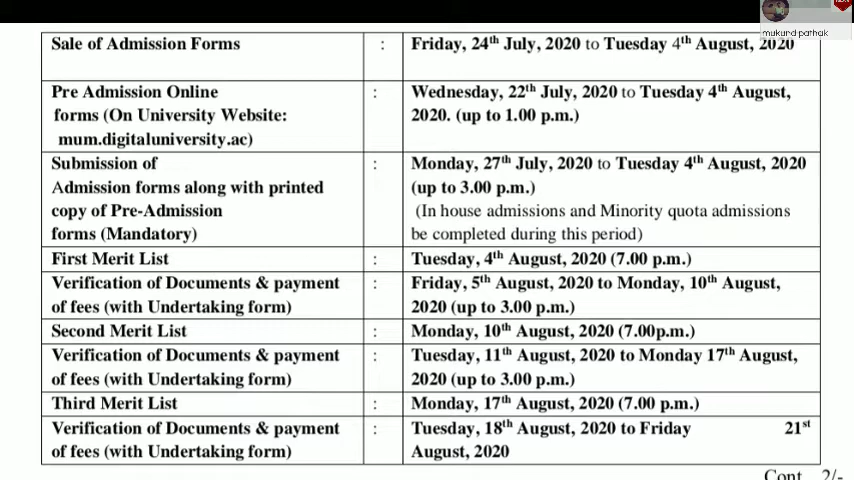 mukund pathak
Sale of Admission Forms : Friday, 24th July, 2020 to Tuesday 4th August, 2020
Pre Admission Online : Wednesday, 22th July, 2020 to Tuesday 4th August,
forms (On University Website: 2020. (up to 1.00 p.m.)
mum.digitaluniversity.ac)
Submission of : Monday, 27th July, 2020 to Tuesday 4th August, 2020
Admission forms along with printed (up to 3.00 p.m.)
copy of Pre-Admission (In house admissions and Minority quota admissions
forms (Mandatory) be completed during this period)
First Merit List : Tuesday, 4th August, 2020 (7.00 p.m.)
Verification of Documents & payment : Friday, 5th August, 2020 to Monday, 10th August,
of fees (with Undertaking form) 2020 (up to 3.00 p.m.)
Second Merit List : Monday, 10th August, 2020 (7.00p.m.)
Verification of Documents & payment : Tuesday, 11th August, 2020 to Monday 17th August,
of fees (with Undertaking form) 2020 (up to 3.00 p.m.)
Third Merit List : Monday, 17th August, 2020 (7.00 p.m.)
Verification of Documents & payment : Tuesday, 18th August, 2020 to Friday 21st
of fees (with Undertaking form) August, 2020
Cont.. 2/-